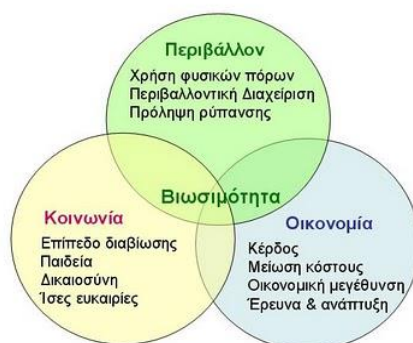 Περιβάλλον
Χρήση φυσικών πόρων
Περιβαλλοντική Διαχείριση
Πρόληψη ρύπανσης
Βιωσιμότητα
Κοινωνία
Επίπεδο διαβίωσης
Παιδεία
Δικαιοσύνη
Ίσες ευκαιρίες
Οικονομία
Κέρδος
Μείωση κόστους
Οικονομική μεγέθυνση
Έρευνα & ανάπτυξη